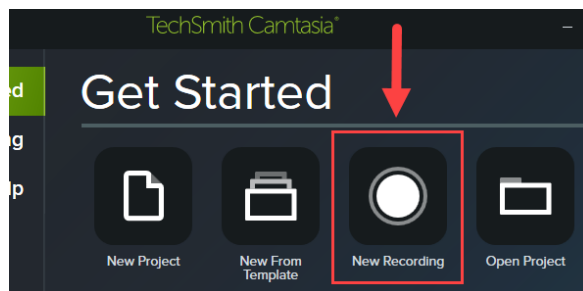 TechSmith Camtasia®
Get Started
New Project
New From
Template
New Recording
Open Project